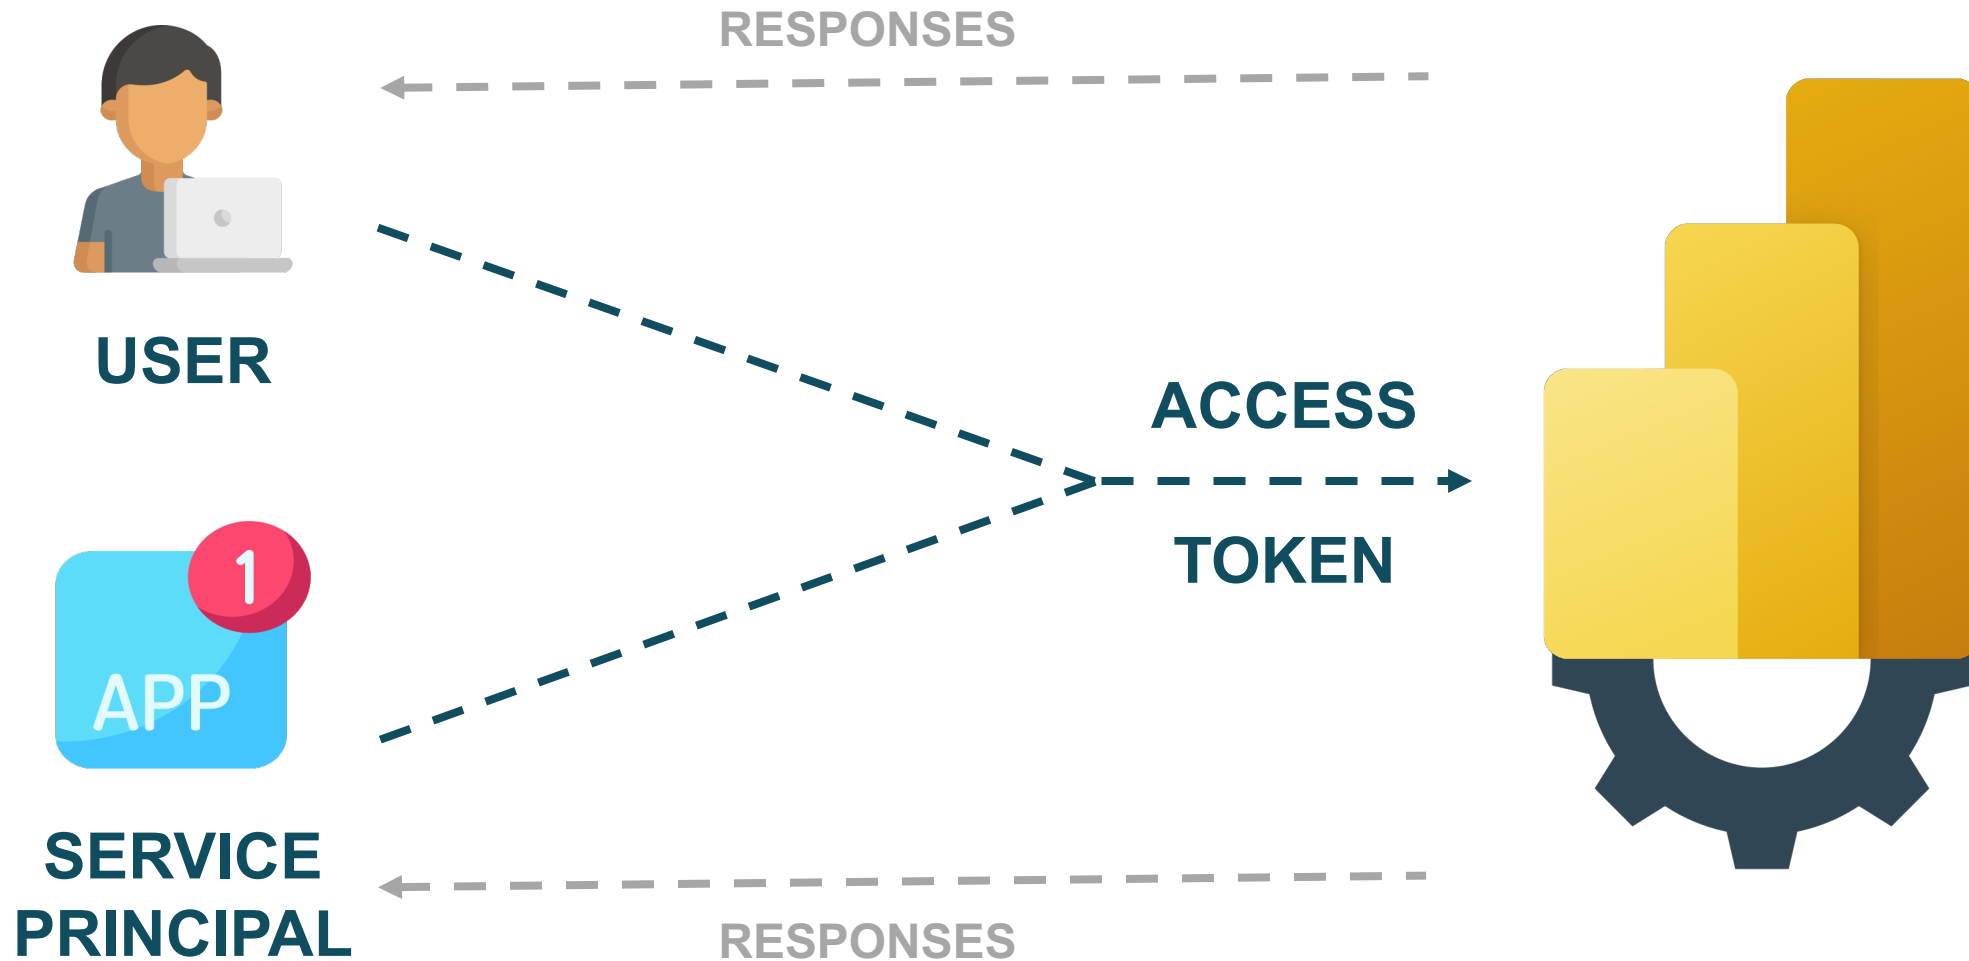 RESPONSES
USER
ACCESS
TOKEN
1
APP
SERVICE
PRINCIPAL
RESPONSES